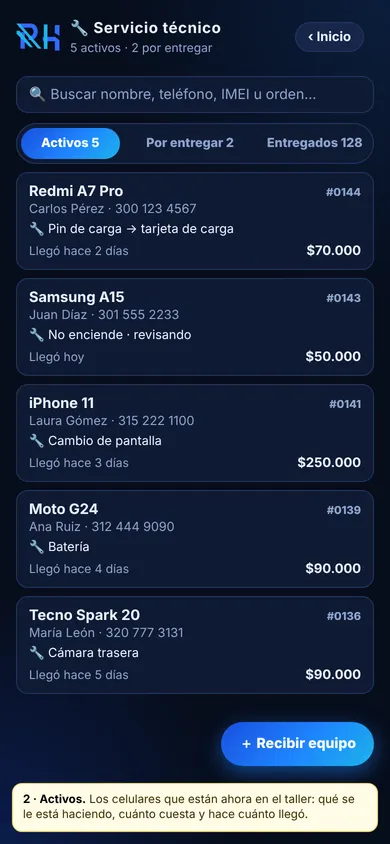 RH
🔧 Servicio técnico
5 activos · 2 por entregar
‹ Inicio
🔍 Buscar nombre, teléfono, IMEI u orden...
Activos 5
Por entregar 2
Entregados 128
Redmi A7 Pro
#0144
Carlos Pérez · 300 123 4567
🔧 Pin de carga → tarjeta de carga
Llegó hace 2 días
$70.000
Samsung A15
#0143
Juan Díaz · 301 555 2233
🔧 No enciende · revisando
Llegó hoy
$50.000
iPhone 11
#0141
Laura Gómez · 315 222 1100
🔧 Cambio de pantalla
Llegó hace 3 días
$250.000
Moto G24
#0139
Ana Ruiz · 312 444 9090
🔧 Batería
Llegó hace 4 días
$90.000
Tecno Spark 20
#0136
María León · 320 777 3131
🔧 Cámara trasera
Llegó hace 5 días
$90.000
+ Recibir equipo
2 · Activos. Los celulares que están ahora en el taller: qué se
le está haciendo, cuánto cuesta y hace cuánto llegó.